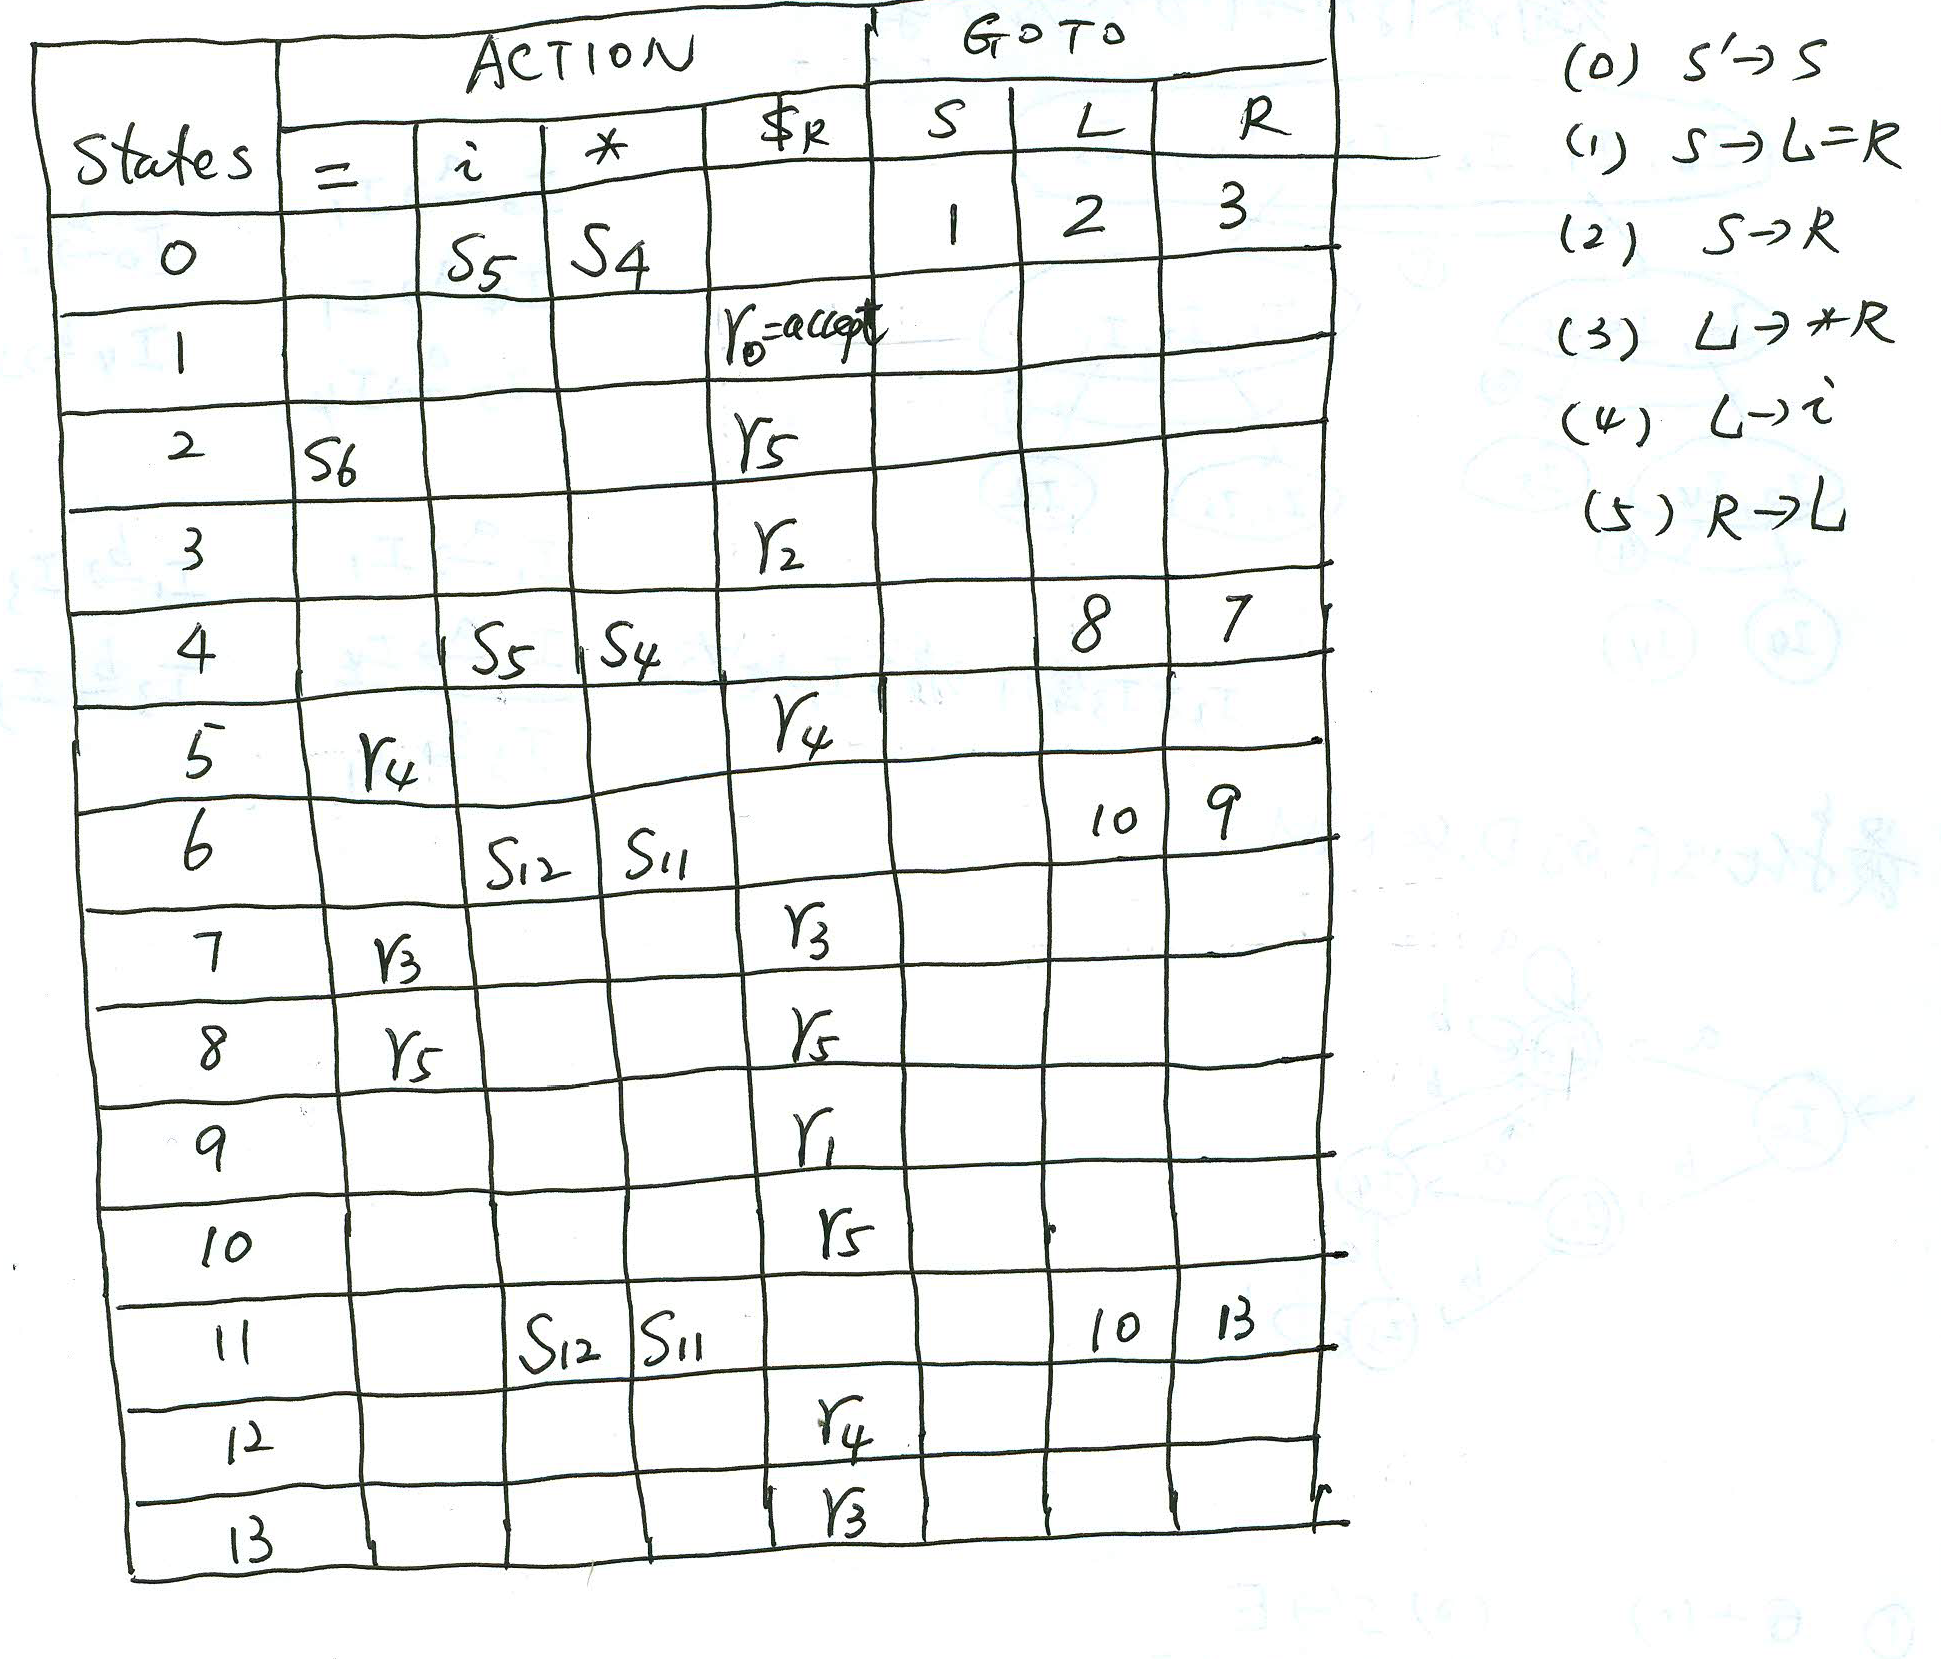 ACTION GOTO
States = i * $R S L R
0 S5 S4 1 2 3
1 r0=accept
2 S6 r5
3 r2
4 S5 S4 8 7
5 r4 r4
6 S12 S11 10 9
7 r3 r3
8 r5 r5
9 r1
10 r5
11 S12 S11 10 13
12 r4
13 r3
(0) S'→S
(1) S→L=R
(2) S→R
(3) L→*R
(4) L→i
(5) R→L